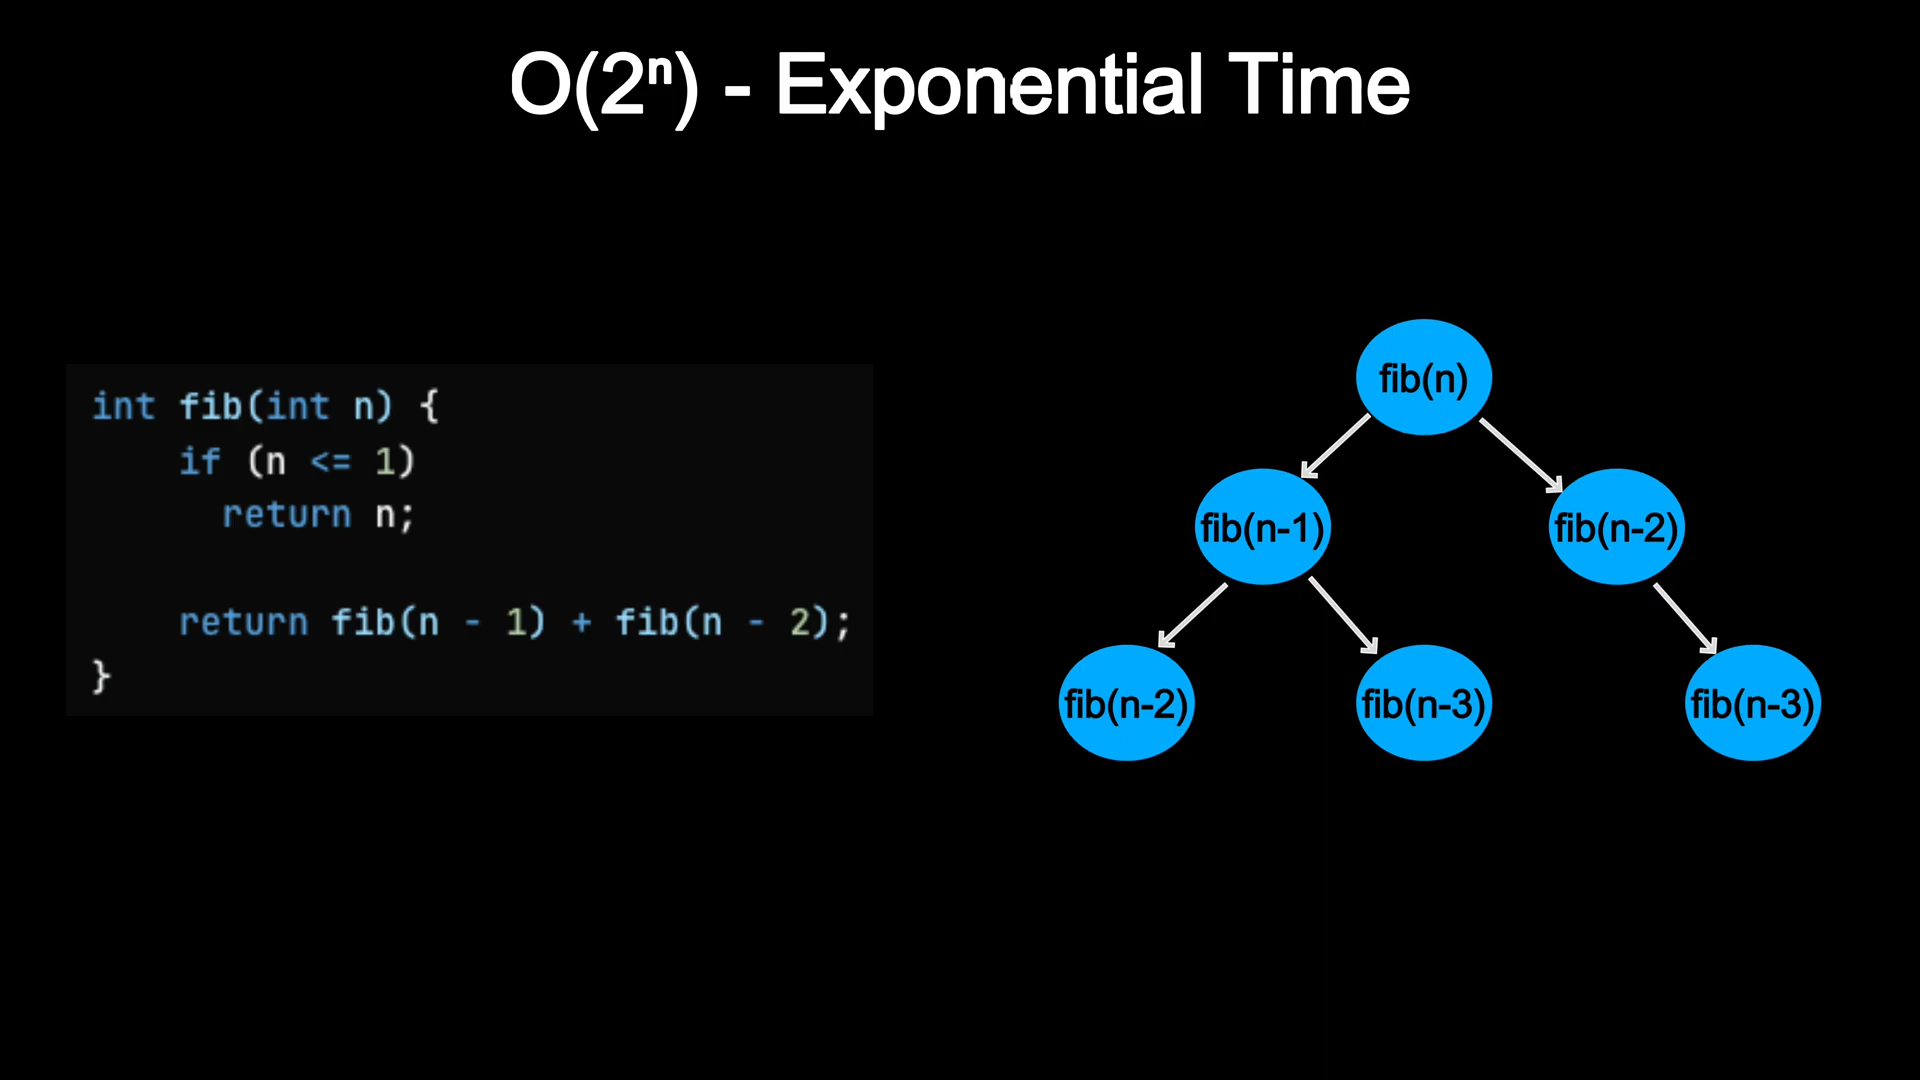 O(2ⁿ) - Exponential Time
int fib(int n) {
if (n <= 1)
return n;
return fib(n - 1) + fib(n - 2);
}
fib(n)
fib(n-1)
fib(n-2)
fib(n-2)
fib(n-3)
fib(n-3)